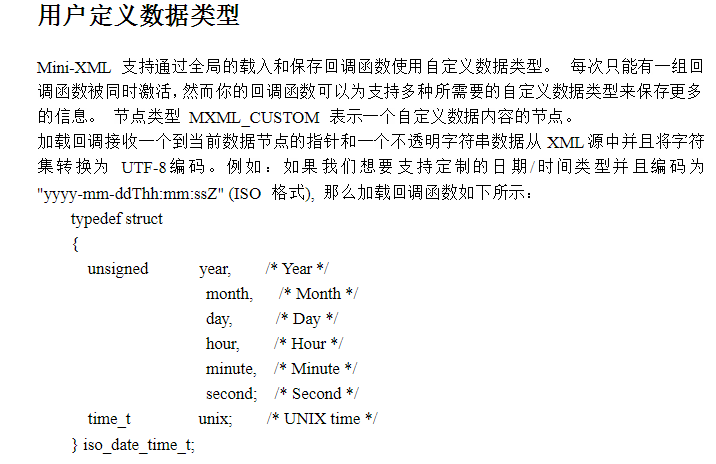 用户定义数据类型
Mini-XML 支持通过全局的载入和保存回调函数使用自定义数据类型。 每次只能有一组回
调函数被同时激活，然而你的回调函数可以为支持多种所需要的自定义数据类型来保存更多
的信息。 节点类型 MXML_CUSTOM 表示一个自定义数据内容的节点。
加载回调接收一个到当前数据节点的指针和一个不透明字符串数据从 XML 源中并且将字符
集转换为 UTF-8编码。例如：如果我们想要支持定制的日期/时间类型并且编码为
"yyyy-mm-ddThh:mm:ssZ" (ISO 格式), 那么加载回调函数如下所示：
typedef struct
{
unsigned year, /* Year */
month, /* Month */
day, /* Day */
hour, /* Hour */
minute, /* Minute */
second; /* Second */
time_t unix; /* UNIX time */
} iso_date_time_t;